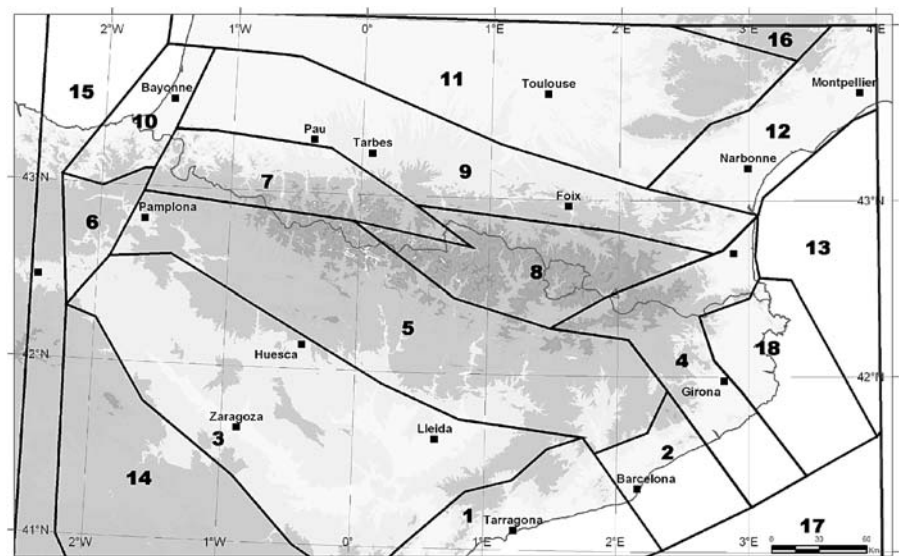 2°W 1°W 0° 1°E 2°E 3°E 4°E
16
15
Bayonne
11
Toulouse
Montpellier
10
Pau
Tarbes
12
Narbonne
9
43°N
7
Foix
43°N
6
Pamplona
13
8
5
42°N
Huesca
4
18
42°N
Girona
Zaragoza
3
Lleida
2
14
Barcelona
1
Tarragona
17
41°N
41°N
2°W 1°W 0° 1°E 2°E 3°E
0 30 60
Km